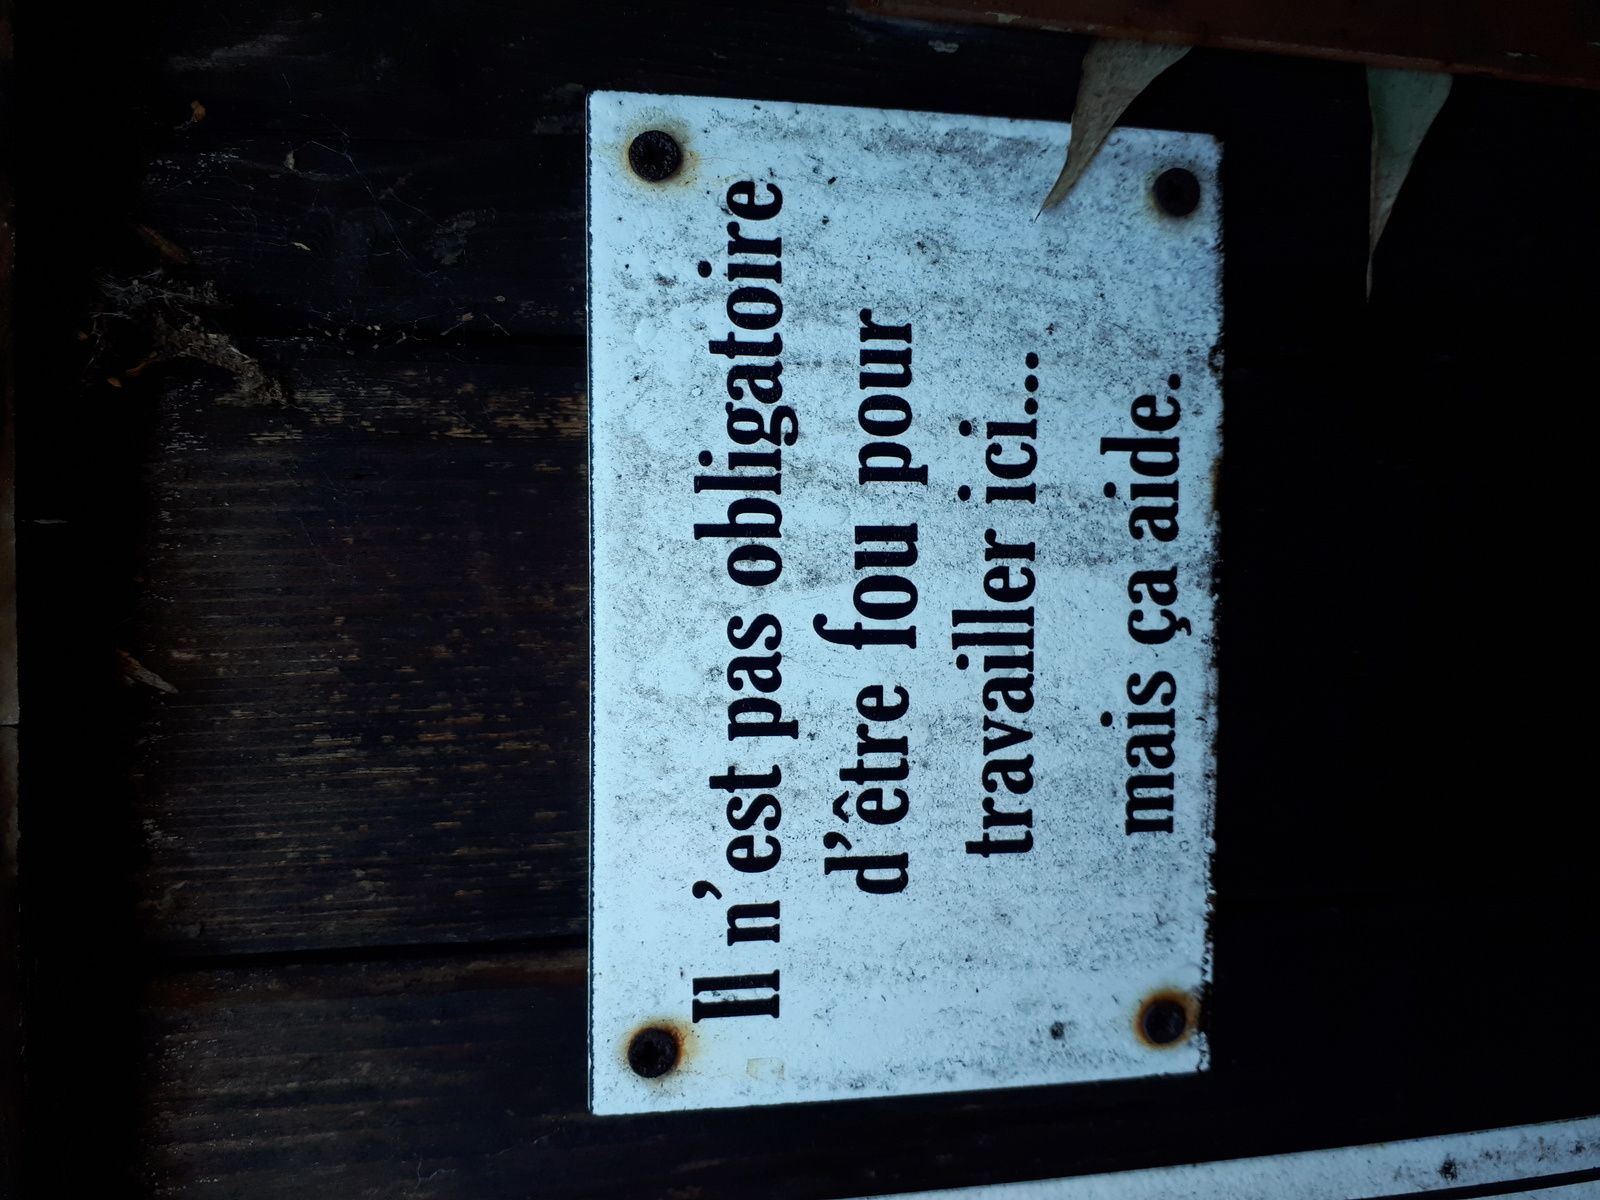 Il n'est pas obligatoire
d'être fou pour
travailler ici...
mais ça aide.